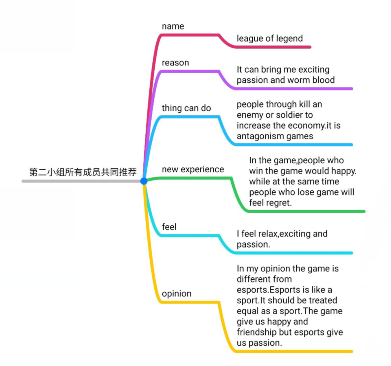 第二小组所有成员共同推荐
name
league of legend
reason
It can bring me exciting
passion and worm blood
thing can do
people through kill an
enemy or soldier to
increase the economy.it is
antagonism games
new experience
In the game,people who
win the game would happy.
while at the same time
people who lose game will
feel regret.
feel
I feel relax,exciting and
passion.
opinion
In my opinion the game is
different from
esports.Esports is like a
sport.It should be treated
equal as a sport.The game
give us happy and
friendship but esports give
us passion.